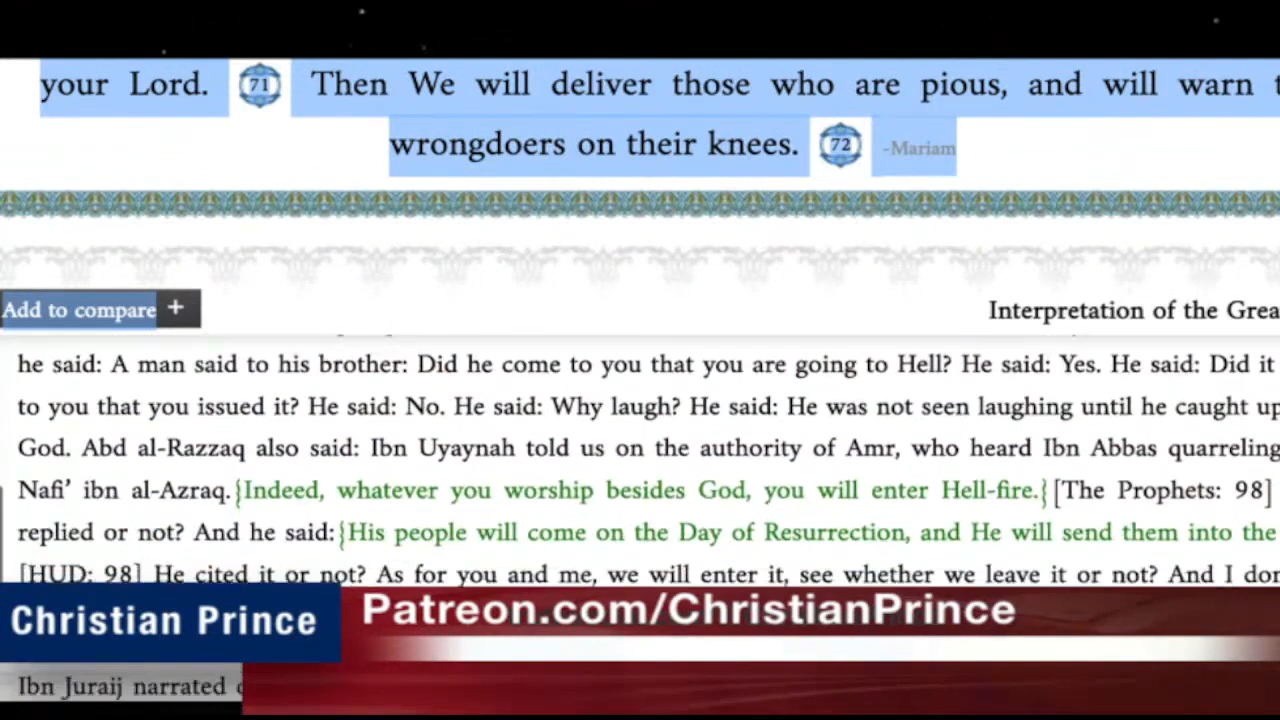 your Lord. 71 Then We will deliver those who are pious, and will warn t
wrongdoers on their knees. 72 -Mariam
Add to compare +
Interpretation of the Grea
he said: A man said to his brother: Did he come to you that you are going to Hell? He said: Yes. He said: Did it
to you that you issued it? He said: No. He said: Why laugh? He said: He was not seen laughing until he caught up
God. Abd al-Razzaq also said: Ibn Uyaynah told us on the authority of Amr, who heard Ibn Abbas quarreling
Nafi’ ibn al-Azraq.{Indeed, whatever you worship besides God, you will enter Hell-fire.}[The Prophets: 98]
replied or not? And he said:{His people will come on the Day of Resurrection, and He will send them into the
[HUD: 98] He cited it or not? As for you and me, we will enter it, see whether we leave it or not? And I don
Christian Prince
Patreon.com/ChristianPrince
Ibn Juraij narrated